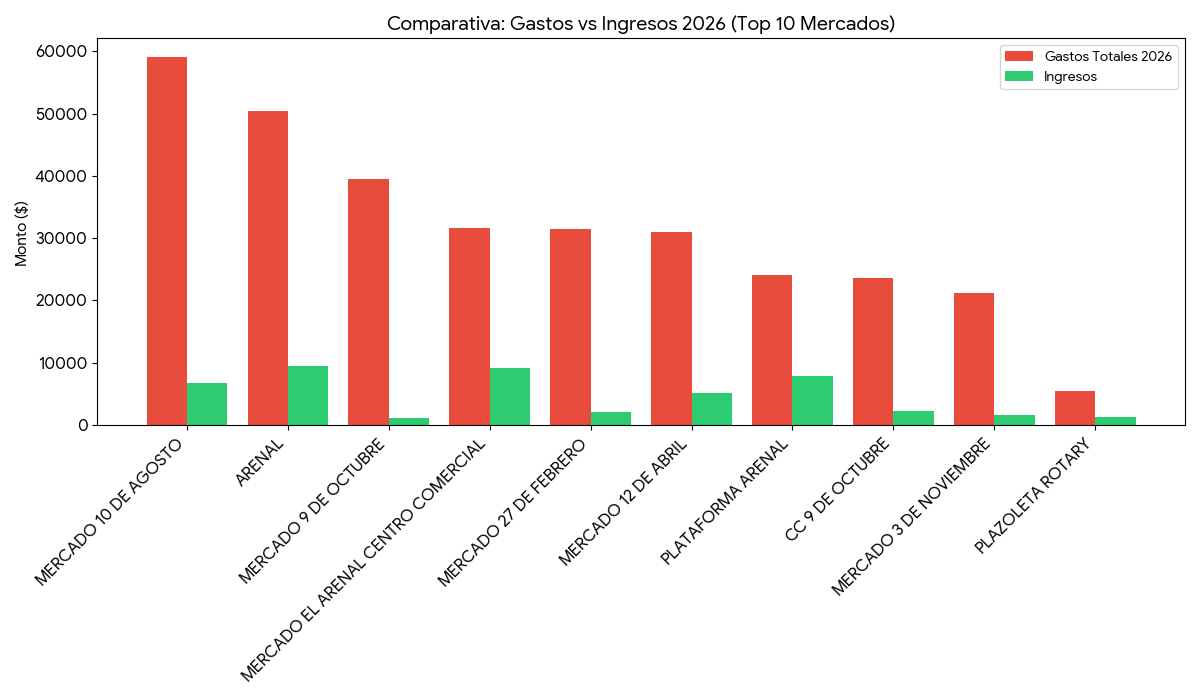 Comparativa: Gastos vs Ingresos 2026 (Top 10 Mercados)
Gastos Totales 2026
Ingresos
Monto ($)
60000
50000
40000
30000
20000
10000
0
MERCADO 10 DE AGOSTO
ARENAL
MERCADO 9 DE OCTUBRE
MERCADO EL ARENAL CENTRO COMERCIAL
MERCADO 27 DE FEBRERO
MERCADO 12 DE ABRIL
PLATAFORMA ARENAL
CC 9 DE OCTUBRE
MERCADO 3 DE NOVIEMBRE
PLAZOLETA ROTARY